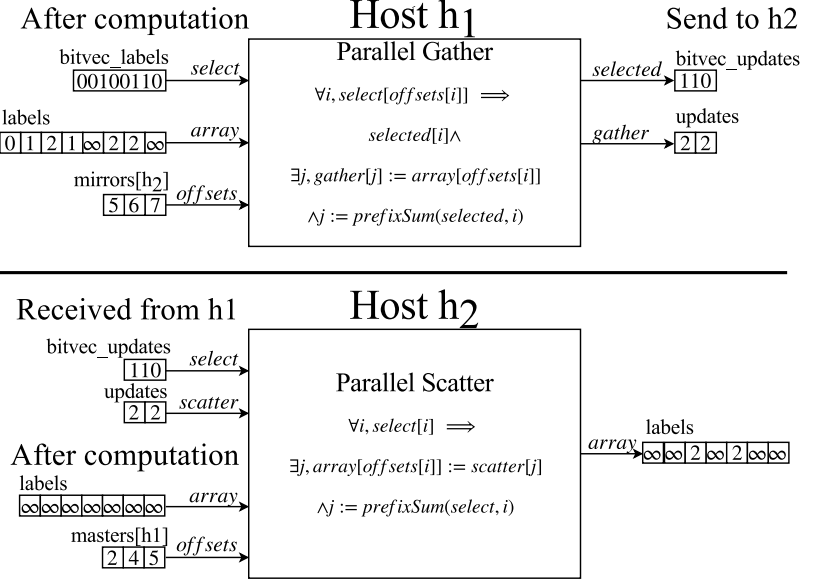 After computation
Host h1
Send to h2
bitvec_labels
00100110
select
labels
0 1 2 1 ∞ 2 2 ∞
array
mirrors[h2]
5 6 7
offsets
Parallel Gather
∀i, select[offsets[i]] ⟹
selected[i]∧
∃j, gather[j] := array[offsets[i]]
∧j := prefixSum(selected, i)
selected
bitvec_updates
110
gather
updates
2 2
Received from h1
Host h2
bitvec_updates
110
select
updates
2 2
scatter
After computation
labels
∞ ∞ ∞ ∞ ∞ ∞ ∞
array
masters[h1]
2 4 5
offsets
Parallel Scatter
∀i, select[i] ⟹
∃j, array[offsets[i]] := scatter[j]
∧j := prefixSum(select, i)
array
labels
∞ ∞ 2 ∞ 2 ∞ ∞